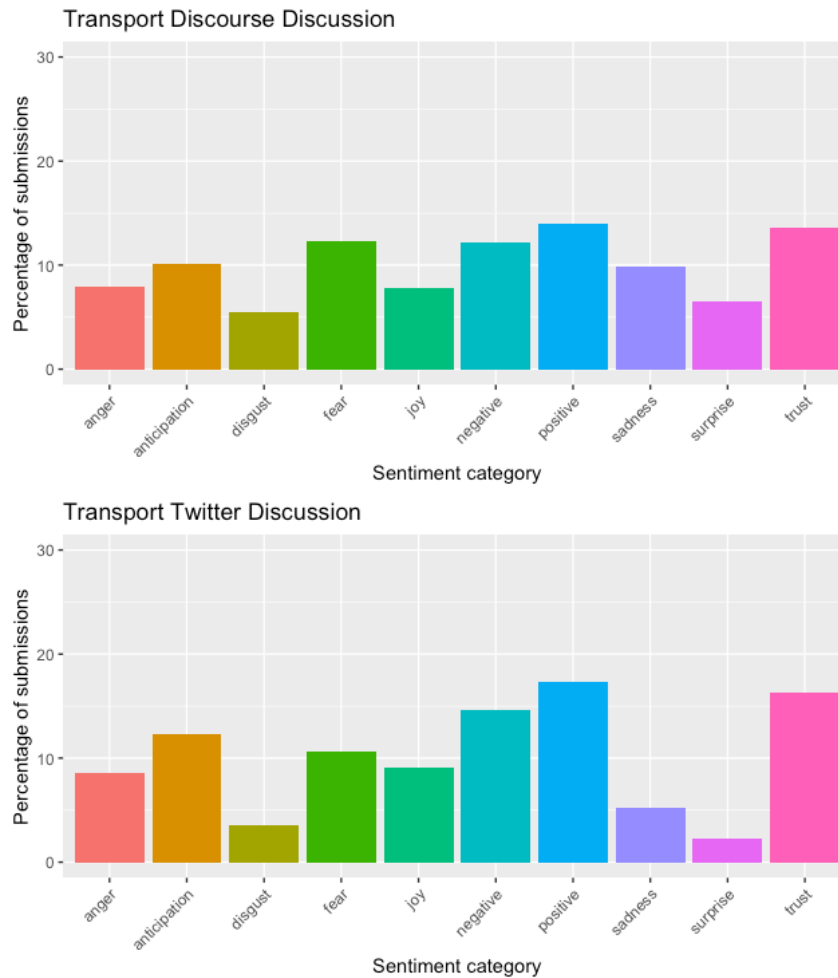 Transport Discourse Discussion
30
20
10
0
Percentage of submissions
anger anticipation disgust fear joy negative positive sadness surprise trust
Sentiment category
Transport Twitter Discussion
30
20
10
0
Percentage of submissions
anger anticipation disgust fear joy negative positive sadness surprise trust
Sentiment category